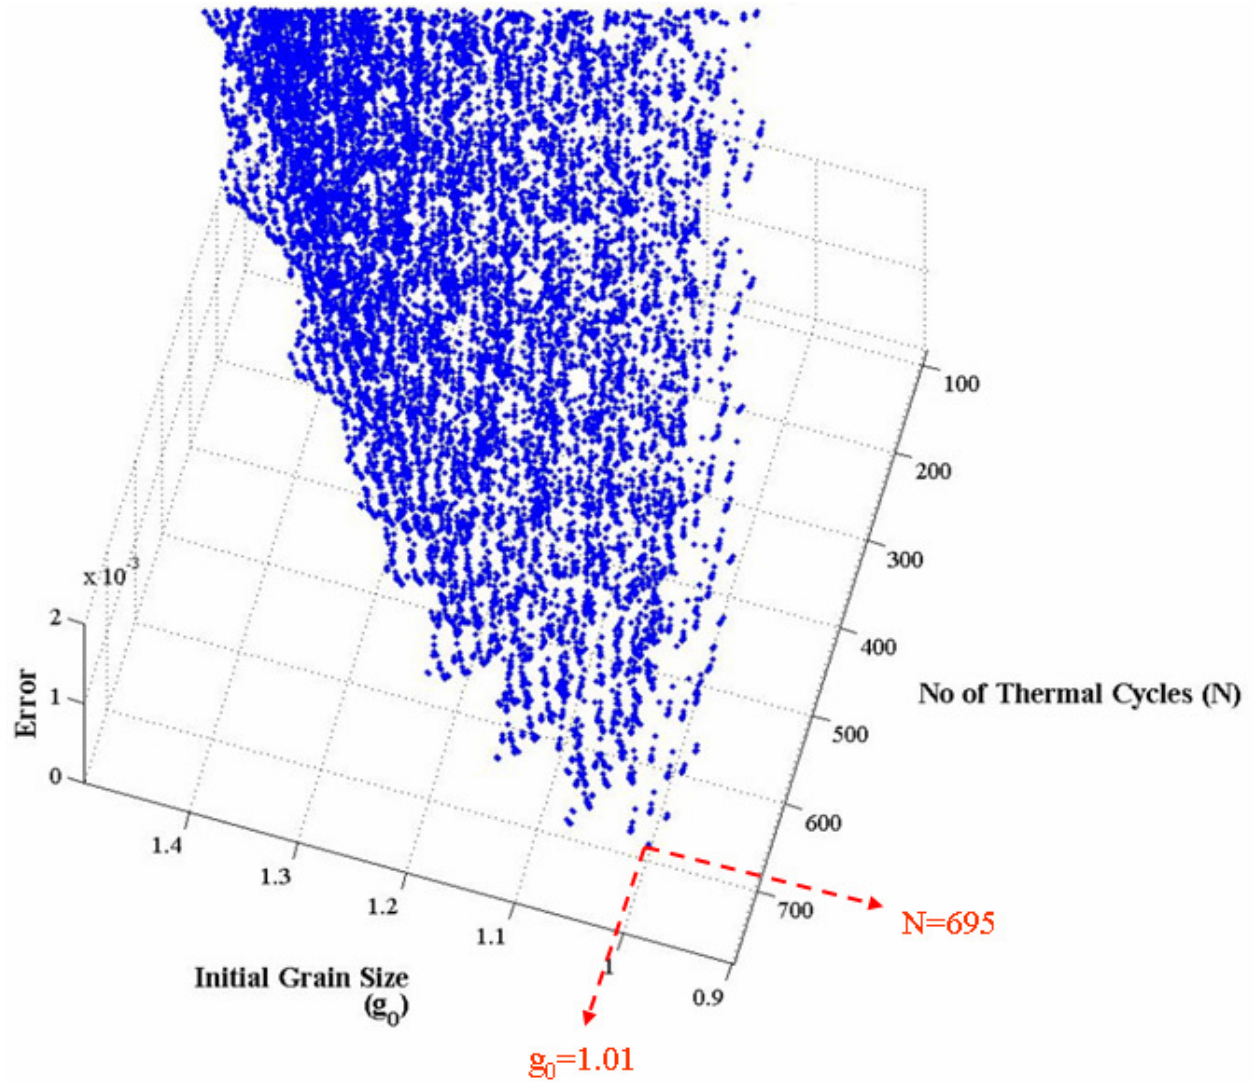 100
200
300
400
500
600
700
No of Thermal Cycles (N)
x 10-3
2
1
0
Error
1.4
1.3
1.2
1.1
1
0.9
Initial Grain Size
(g0)
N=695
g0=1.01